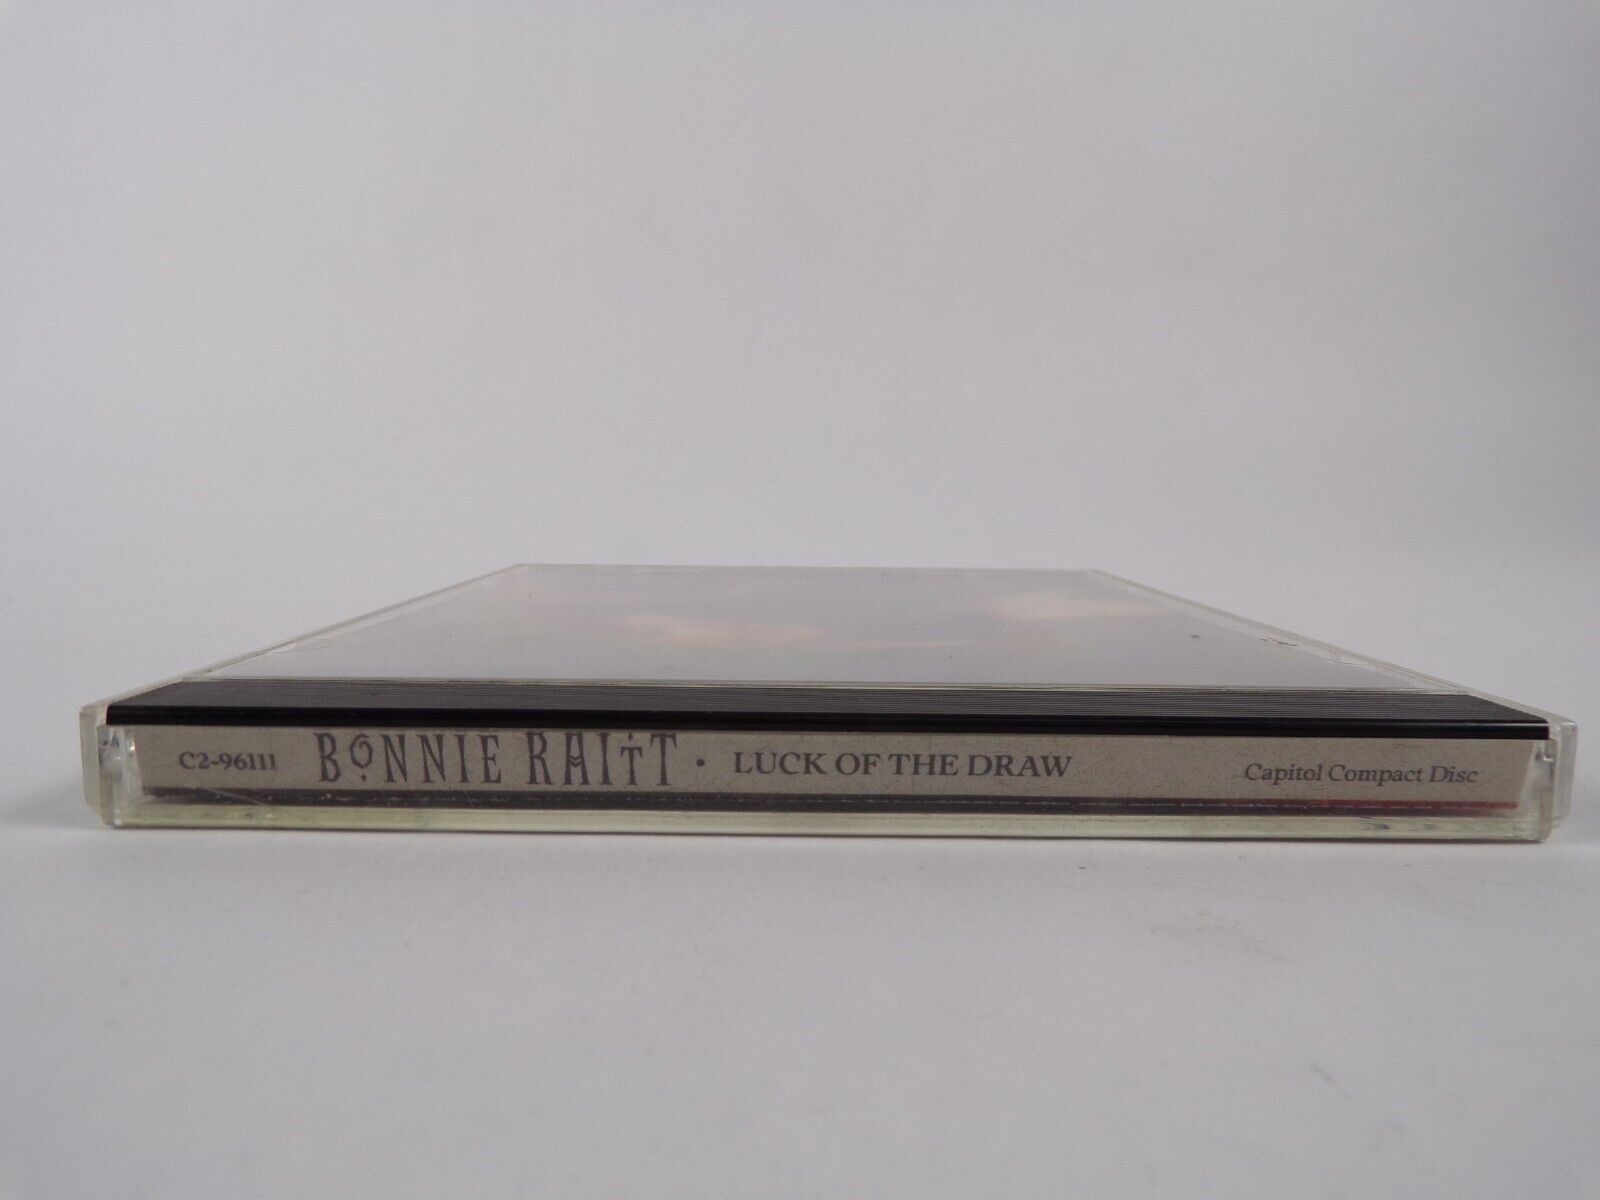 C2-96111 BONNIE RAITT • LUCK OF THE DRAW Capitol Compact Disc